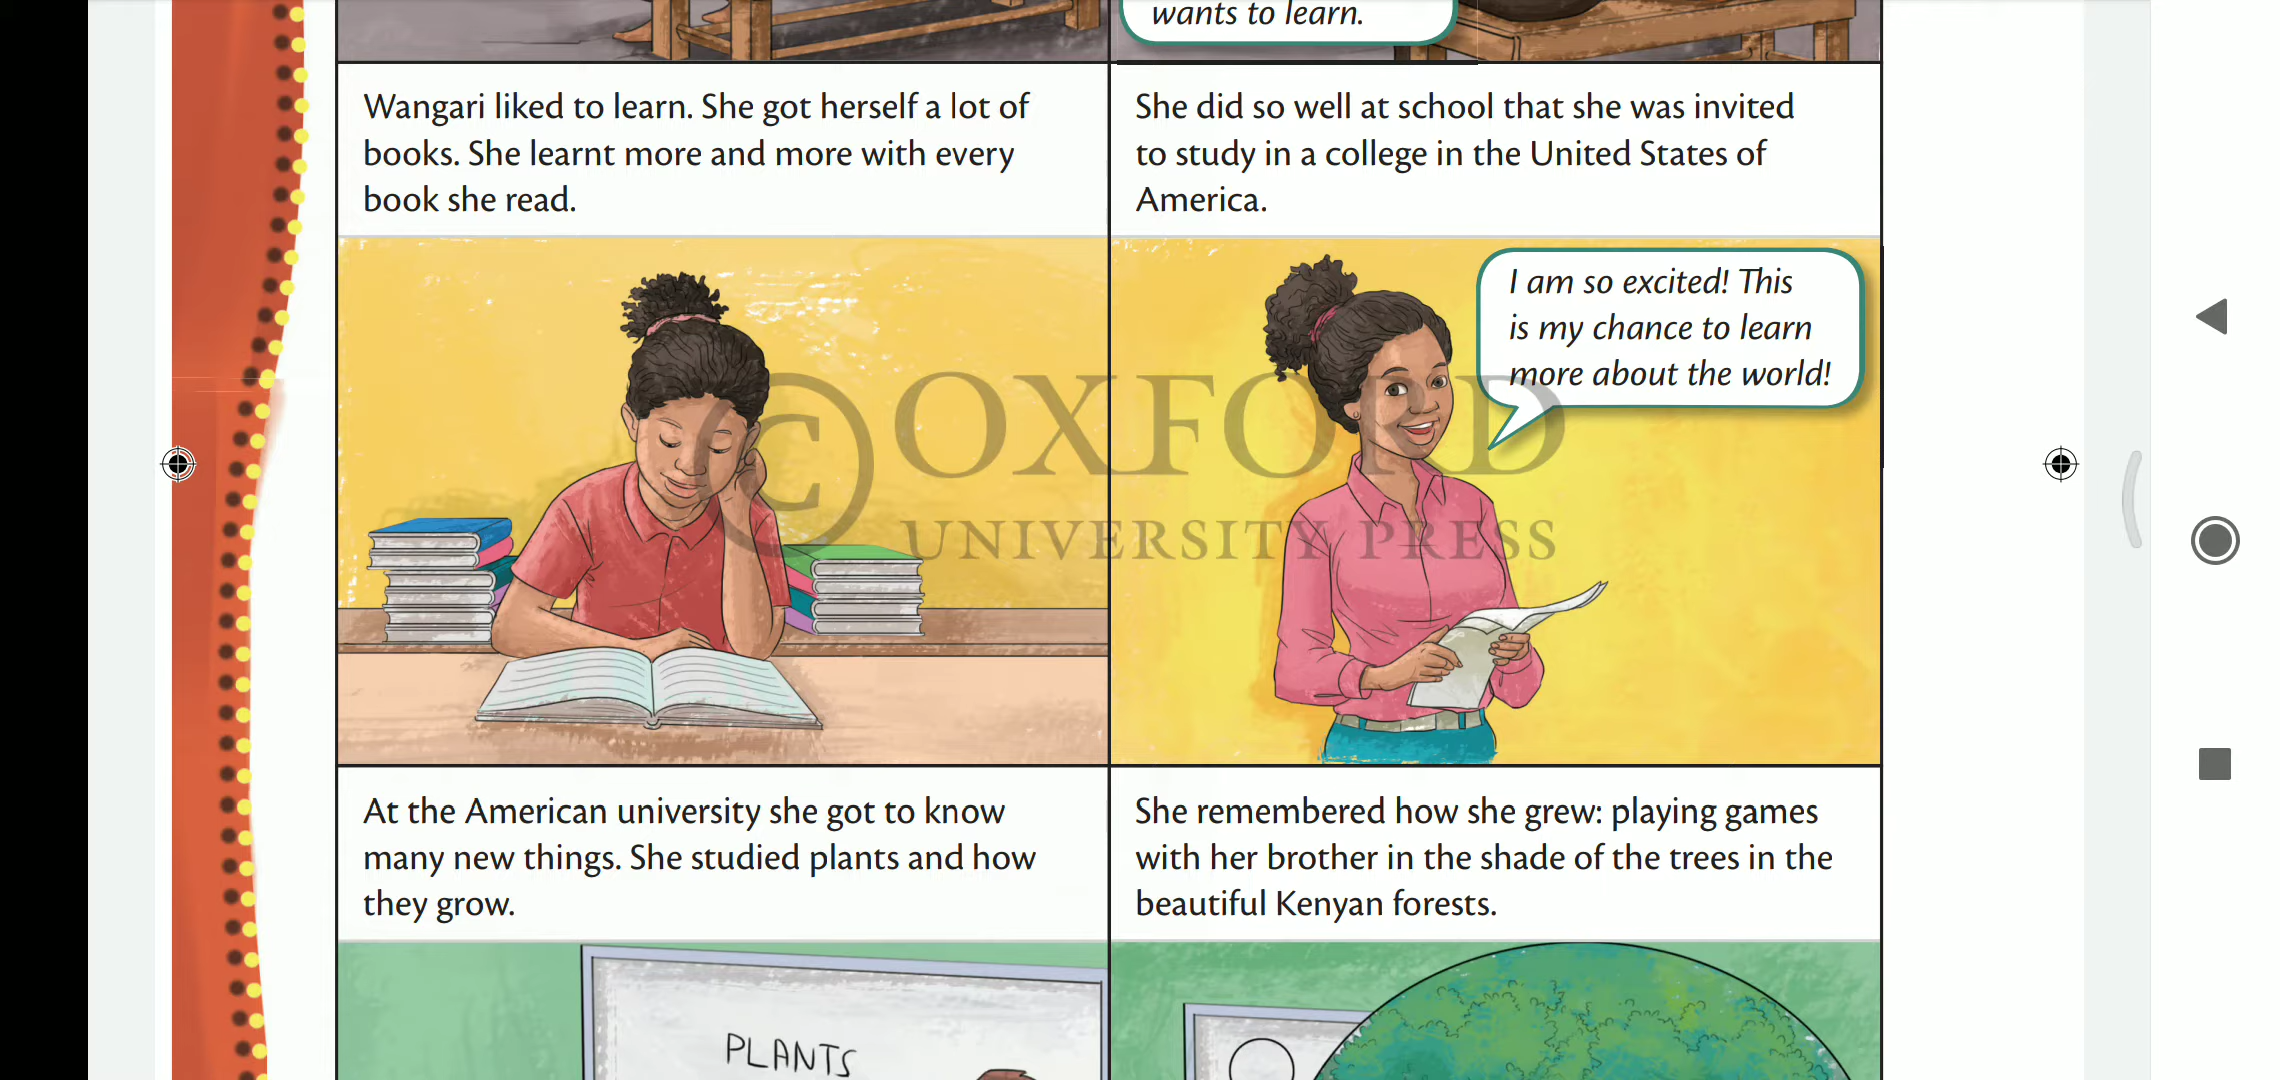 wants to learn.
Wangari liked to learn. She got herself a lot of
books. She learnt more and more with every
book she read.
She did so well at school that she was invited
to study in a college in the United States of
America.
I am so excited! This
is my chance to learn
more about the world!
© OXFORD
UNIVERSITY PRESS
At the American university she got to know
many new things. She studied plants and how
they grow.
She remembered how she grew: playing games
with her brother in the shade of the trees in the
beautiful Kenyan forests.
PLANTS